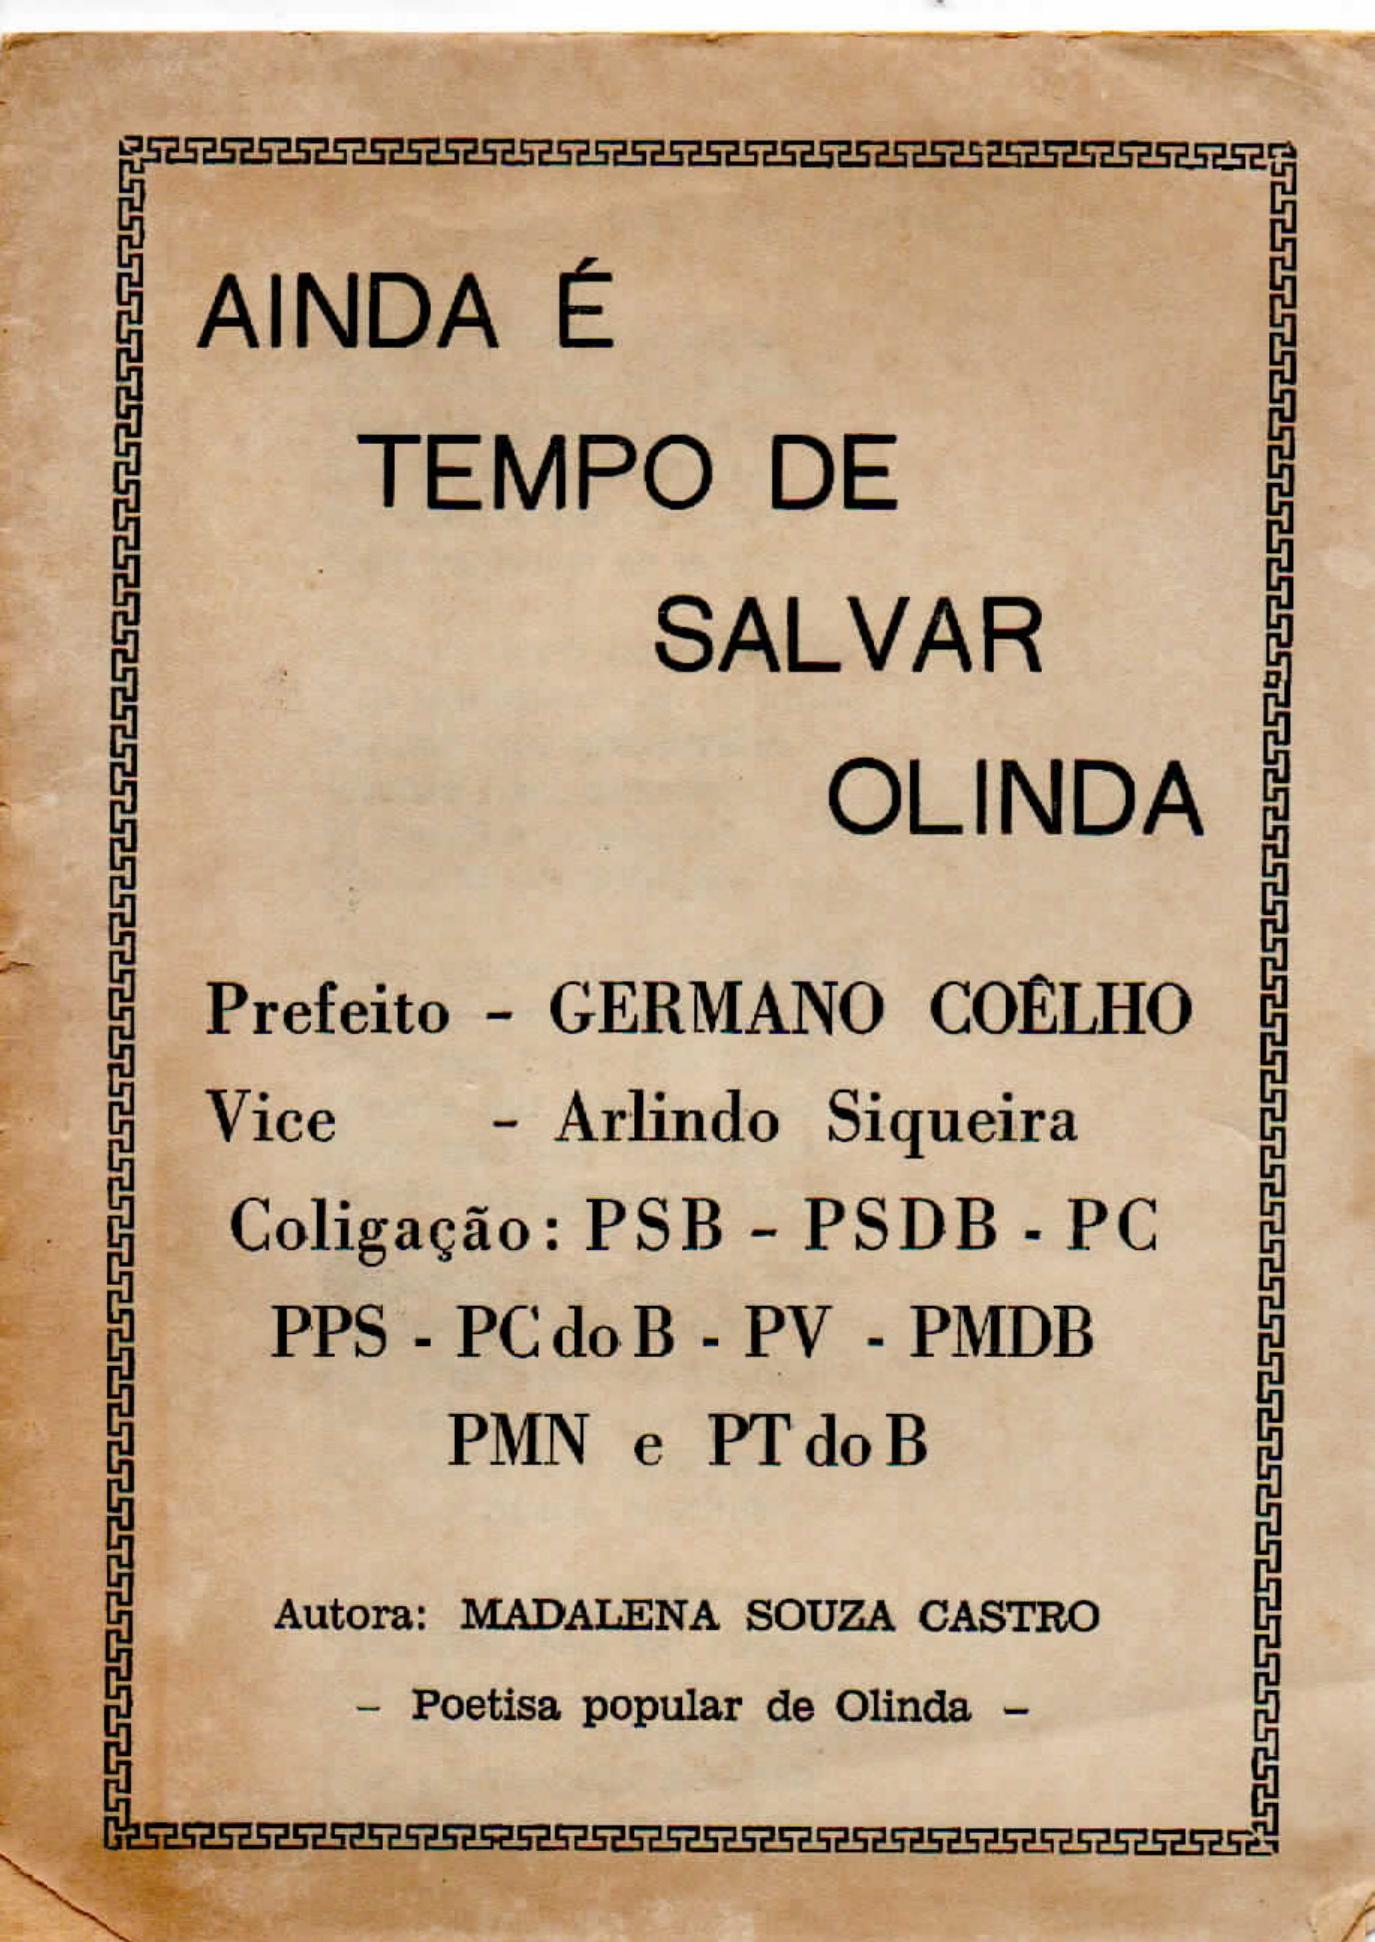 AINDA É
TEMPO DE
SALVAR
OLINDA
Prefeito - GERMANO COÊLHO
Vice - Arlindo Siqueira
Coligação: PSB - PSDB - PC
PPS - PC do B - PV - PMDB
PMN e PT do B
Autora: MADALENA SOUZA CASTRO
- Poetisa popular de Olinda -